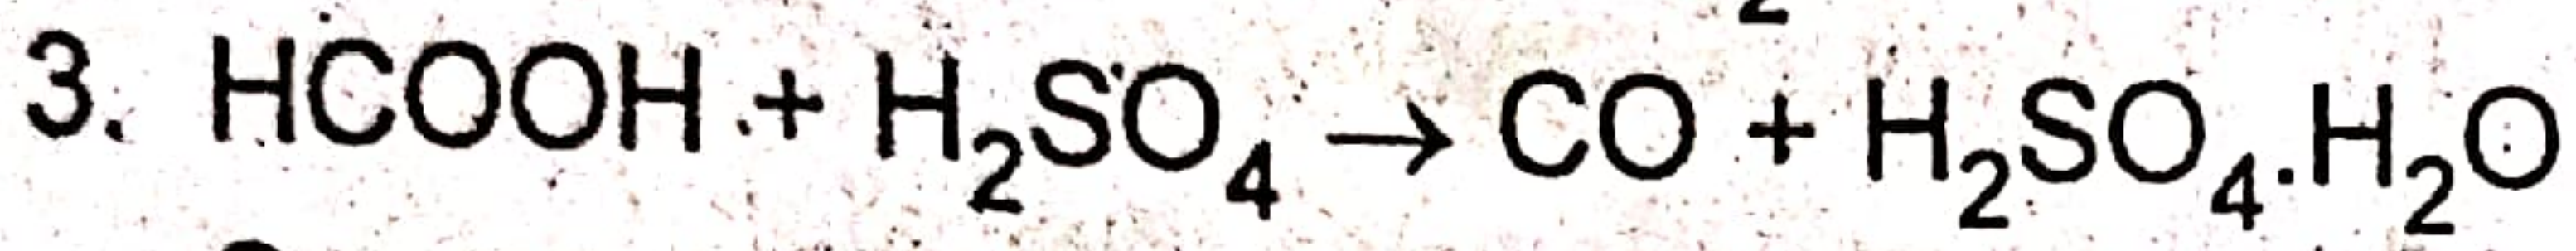 3. HCOOH + H₂SO₄ → CO + H₂SO₄.H₂O